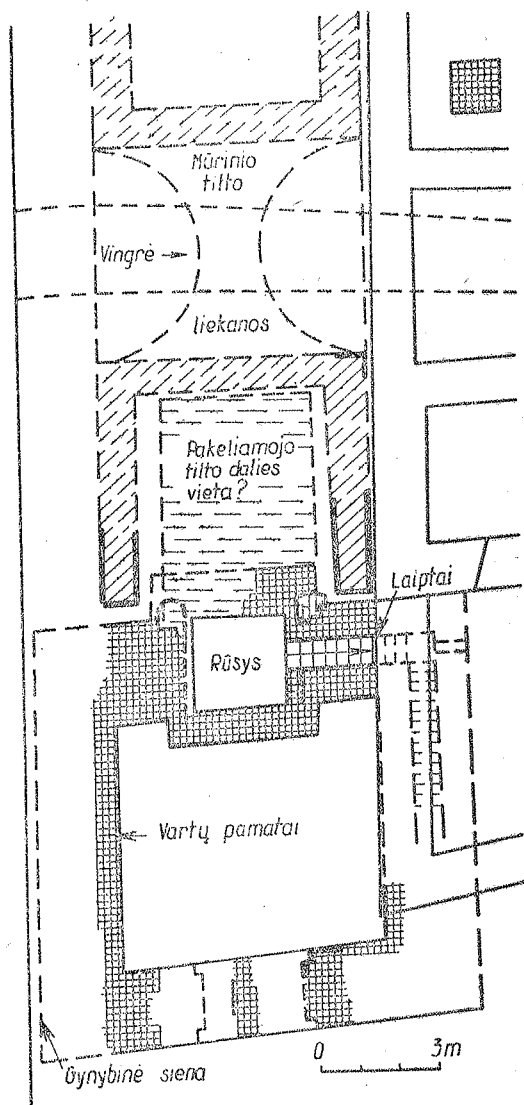 Mūrinio
tilto
Vingrė
liekanos
Pakeliamojo
tilto dalies
vieta?
Laiptai
Rūsys
Vartų pamatai
0 3m
Gynybinė siena